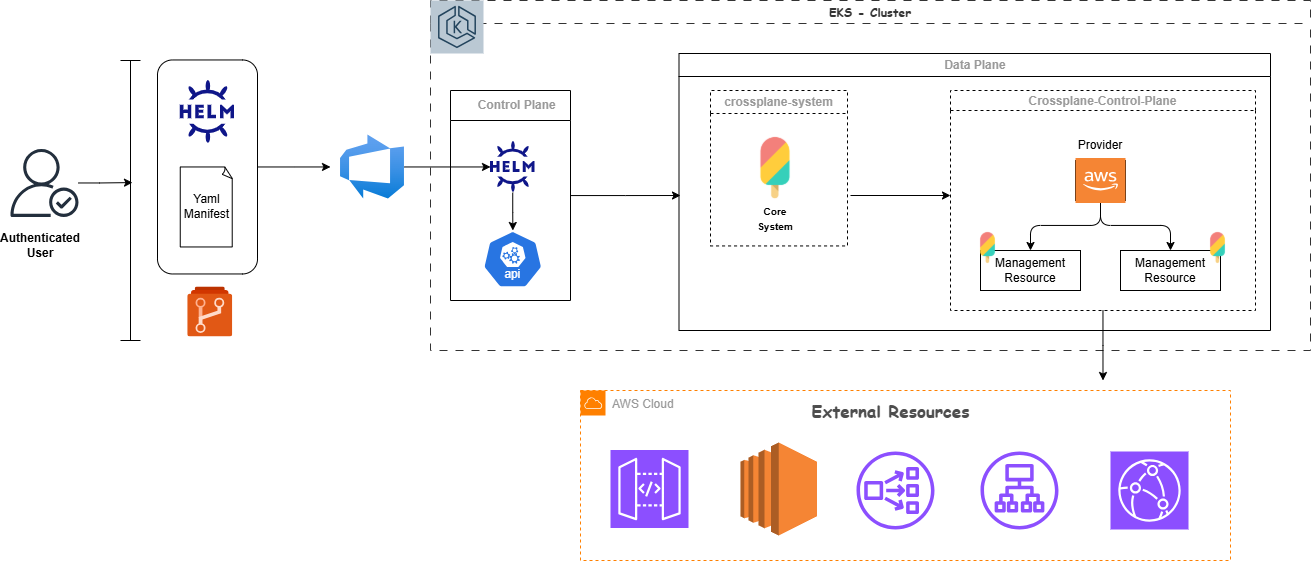 EKS - Cluster
Data Plane
Control Plane
crossplane-system
Crossplane-Control-Plane
HELM
Provider
HELM
aws
Yaml
Manifest
Core
System
Authenticated
User
Management
Resource
Management
Resource
api
AWS Cloud
External Resources